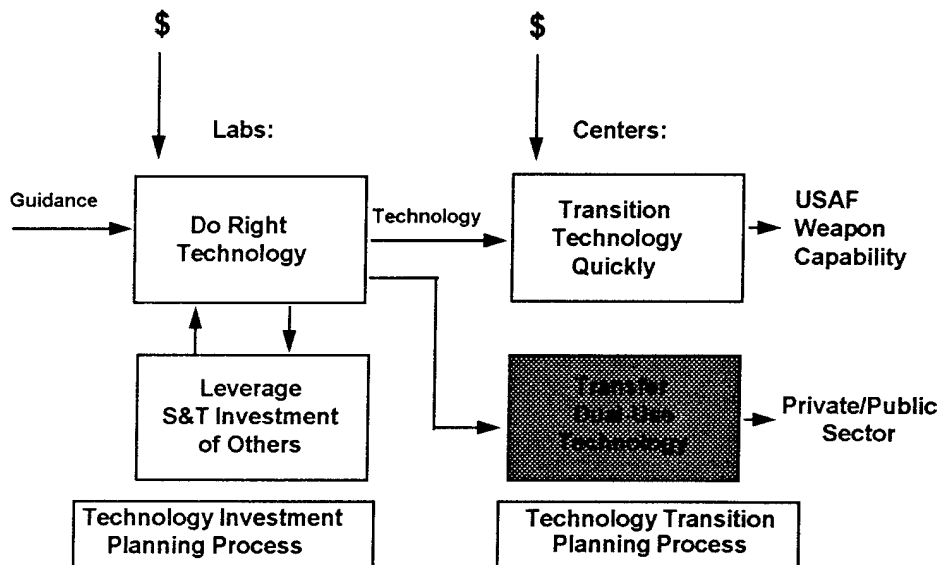 $
$
Labs:
Centers:
Guidance
Do Right
Technology
Technology
Transition
Technology
Quickly
USAF
Weapon
Capability
Leverage
S&T Investment
of Others
Transfer
Dual-Use
Technology
Private/Public
Sector
Technology Investment
Planning Process
Technology Transition
Planning Process